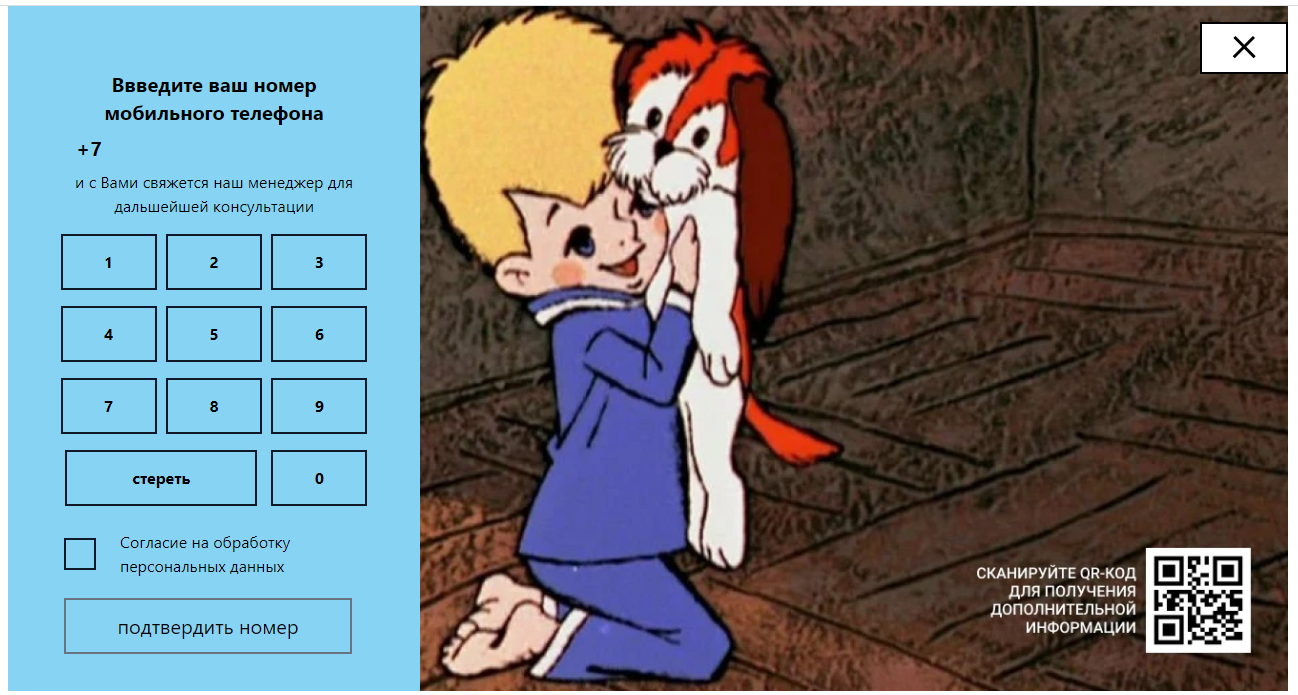 Ввведите ваш номер
мобильного телефона
+7
и с Вами свяжется наш менеджер для
дальшейшей консультации
1 2 3
4 5 6
7 8 9
стереть 0
Согласие на обработку
персональных данных
подтвердить номер
СКАНИРУЙТЕ QR-КОД
ДЛЯ ПОЛУЧЕНИЯ
ДОПОЛНИТЕЛЬНОЙ
ИНФОРМАЦИИ